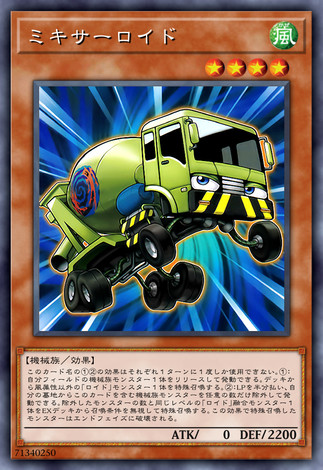 ミキサーロイド
風
【機械族／効果】
このカード名の①②の効果はそれぞれ１ターンに１度しか使用できない。①：
自分フィールドの機械族モンスター１体をリリースして発動できる。デッキか
ら風属性以外の「ロイド」モンスター１体を特殊召喚する。②：LPを半分払い、自
分の墓地からこのカードを含む機械族モンスターを任意の数だけ除外して発
動できる。除外したモンスターの数と同じレベルの「ロイド」融合モンスター１
体をEXデッキから召喚条件を無視して特殊召喚する。この効果で特殊召喚した
モンスターはエンドフェイズに破壊される。
ATK/ 0 DEF/2200
71340250